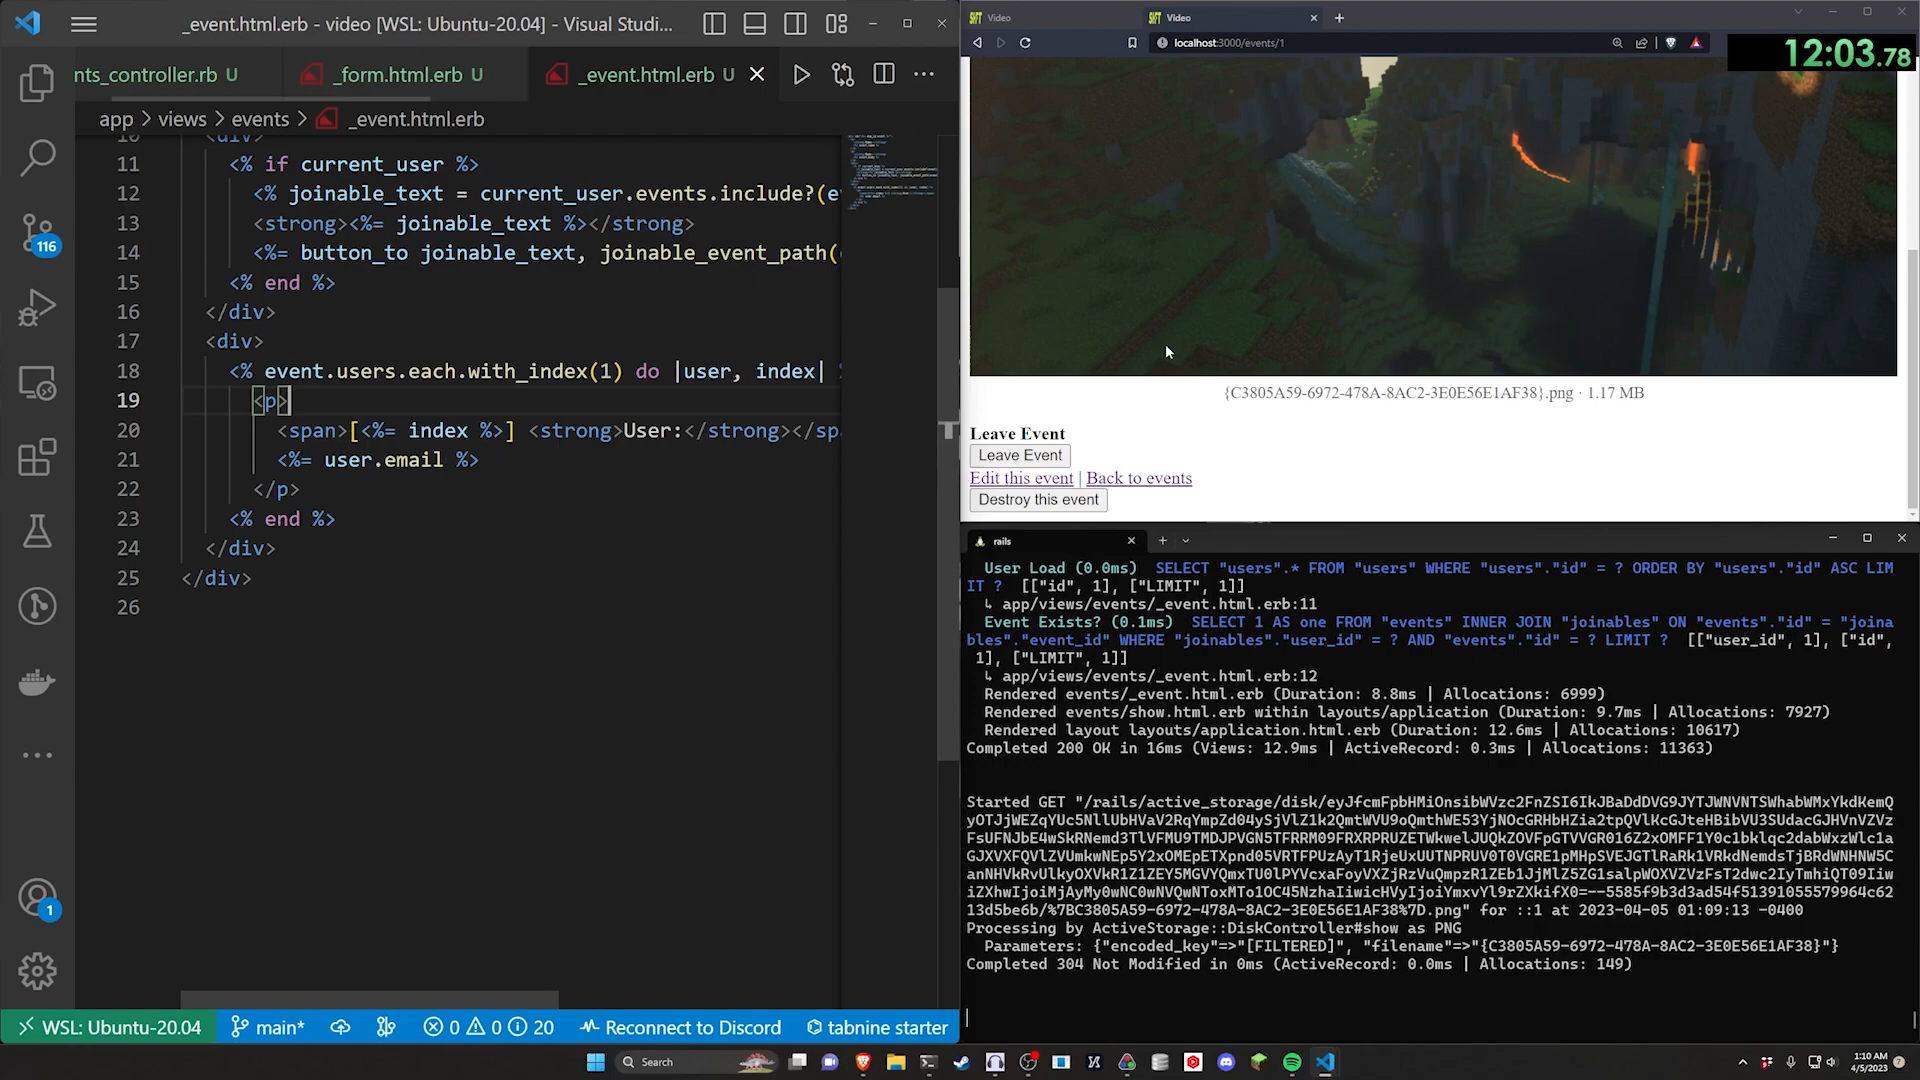 _event.html.erb - video [WSL: Ubuntu-20.04] - Visual Studi...
nts_controller.rb U
_form.html.erb U
_event.html.erb U
app > views > events > _event.html.erb
10 <div>
11 <% if current_user %>
12 <% joinable_text = current_user.events.include?(e
13 <strong><%= joinable_text %></strong>
14 <%= button_to joinable_text, joinable_event_path(
15 <% end %>
16 </div>
17 <div>
18 <% event.users.each.with_index(1) do |user, index|
19 <p>
20 <span>[<%= index %>] <strong>User:</strong></sp
21 <%= user.email %>
22 </p>
23 <% end %>
24 </div>
25 </div>
26
116
1
WSL: Ubuntu-20.04 main* 0 0 20 Reconnect to Discord tabnine starter
Video
Video
localhost:3000/events/1
12:03.78
{C3805A59-6972-478A-8AC2-3E0E56E1AF38}.png · 1.17 MB
Leave Event
Leave Event
Edit this event | Back to events
Destroy this event
rails
User Load (0.0ms) SELECT "users".* FROM "users" WHERE "users"."id" = ? ORDER BY "users"."id" ASC LIM
IT ? [["id", 1], ["LIMIT", 1]]
↳ app/views/events/_event.html.erb:11
Event Exists? (0.1ms) SELECT 1 AS one FROM "events" INNER JOIN "joinables" ON "events"."id" = "joina
bles"."event_id" WHERE "joinables"."user_id" = ? AND "events"."id" = ? LIMIT ? [["user_id", 1], ["id",
1], ["LIMIT", 1]]
↳ app/views/events/_event.html.erb:12
Rendered events/_event.html.erb (Duration: 8.8ms | Allocations: 6999)
Rendered events/show.html.erb within layouts/application (Duration: 9.7ms | Allocations: 7927)
Rendered layout layouts/application.html.erb (Duration: 12.6ms | Allocations: 10617)
Completed 200 OK in 16ms (Views: 12.9ms | ActiveRecord: 0.3ms | Allocations: 11363)
Started GET
13d5be6b/%7BC3805A59-6972-478A-8AC2-3E0E56E1AF38%7D.png" for ::1 at 2023-04-05 01:09:13 -0400
Processing by ActiveStorage::DiskController#show as PNG
Parameters: {"encoded_key"=>"[FILTERED]", "filename"=>"{C3805A59-6972-478A-8AC2-3E0E56E1AF38}"}
Completed 304 Not Modified in 0ms (ActiveRecord: 0.0ms | Allocations: 149)
Search
1:10 AM
4/5/2023